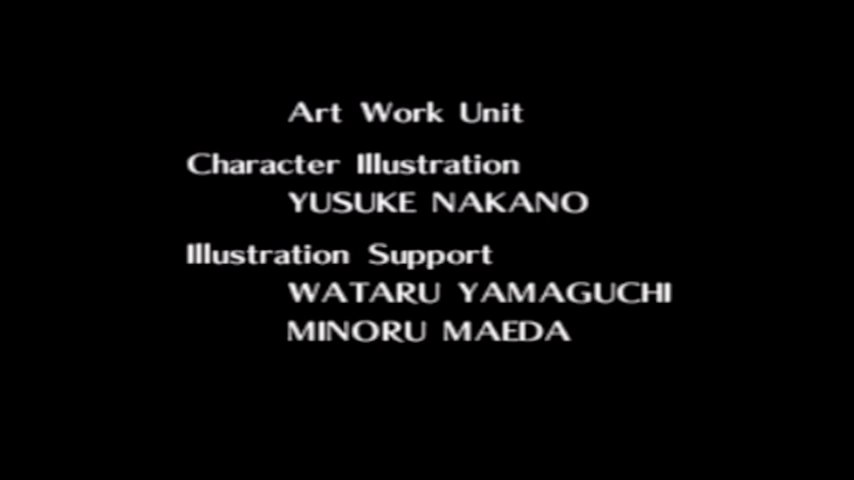 Art Work Unit
Character Illustration
YUSUKE NAKANO
Illustration Support
WATARU YAMAGUCHI
MINORU MAEDA